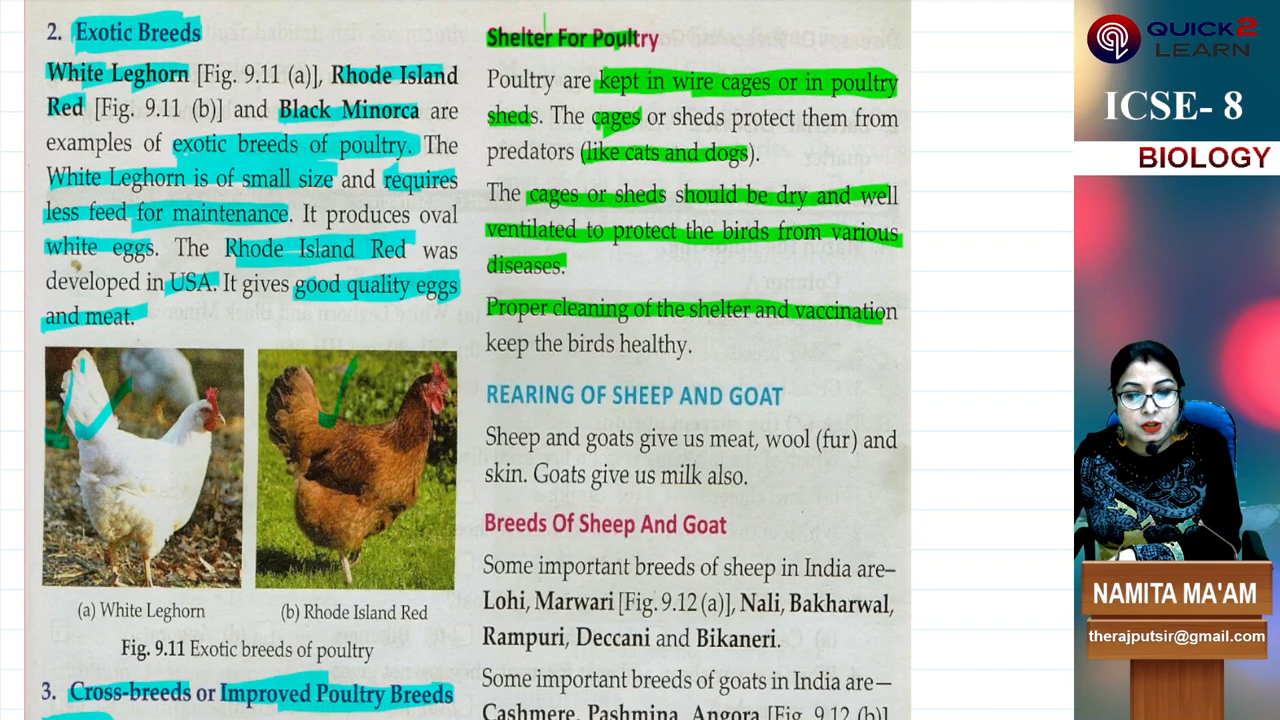 2. Exotic Breeds
White Leghorn [Fig. 9.11 (a)], Rhode Island
Red [Fig. 9.11 (b)] and Black Minorca are
examples of exotic breeds of poultry. The
White Leghorn is of small size and requires
less feed for maintenance. It produces oval
white eggs. The Rhode Island Red was
developed in USA. It gives good quality eggs
and meat.
(a) White Leghorn
(b) Rhode Island Red
Fig. 9.11 Exotic breeds of poultry
3. Cross-breeds or Improved Poultry Breeds
Shelter For Poultry
Poultry are kept in wire cages or in poultry
sheds. The cages or sheds protect them from
predators (like cats and dogs).
The cages or sheds should be dry and well
ventilated to protect the birds from various
diseases.
Proper cleaning of the shelter and vaccination
keep the birds healthy.
REARING OF SHEEP AND GOAT
Sheep and goats give us meat, wool (fur) and
skin. Goats give us milk also.
Breeds Of Sheep And Goat
Some important breeds of sheep in India are–
Lohi, Marwari [Fig. 9.12 (a)], Nali, Bakharwal,
Rampuri, Deccani and Bikaneri.
Some important breeds of goats in India are—
Cashmere, Pashmina, Angora [Fig. 9.12 (b)],
QUICK2
LEARN
ICSE- 8
BIOLOGY
NAMITA MA'AM
therajputsir@gmail.com